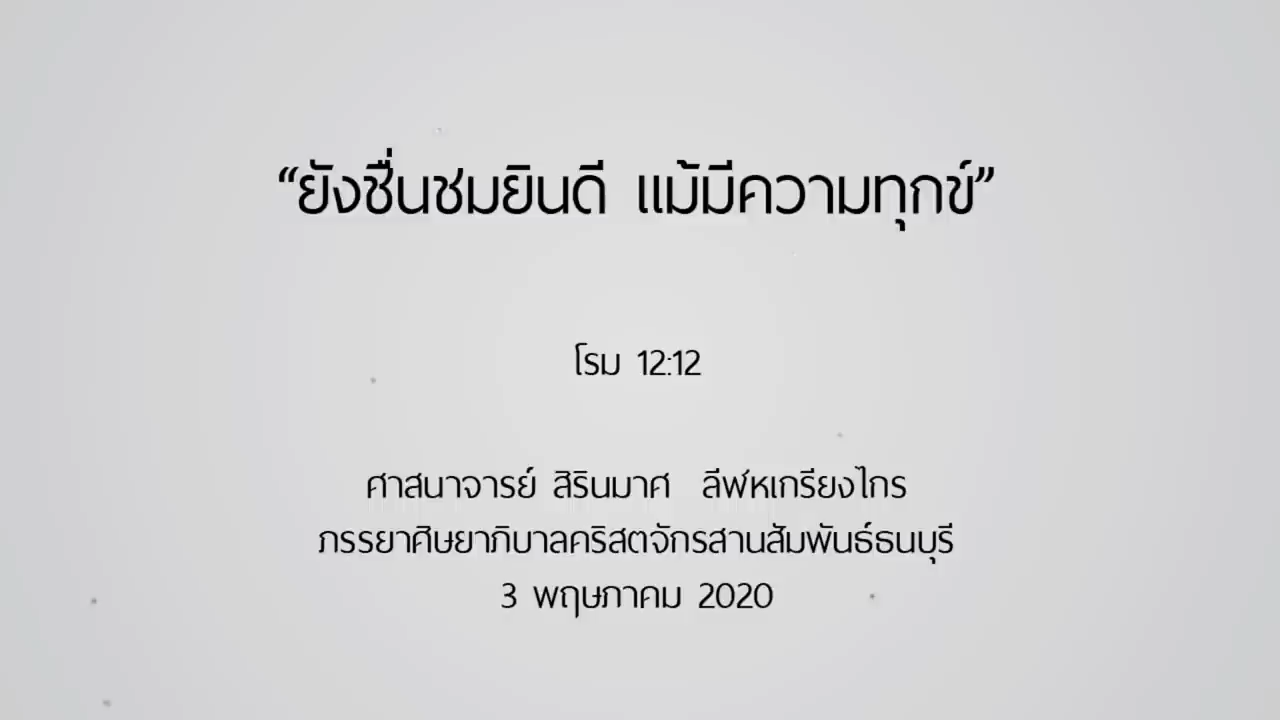 “ยังชื่นชมยินดี แม้มีความทุกข์”
โรม 12:12
ศาสนาจารย์ สิรินมาศ ลีฬหเกรียงไกร
ภรรยาศิษยาภิบาลคริสตจักรสานสัมพันธ์ธนบุรี
3 พฤษภาคม 2020